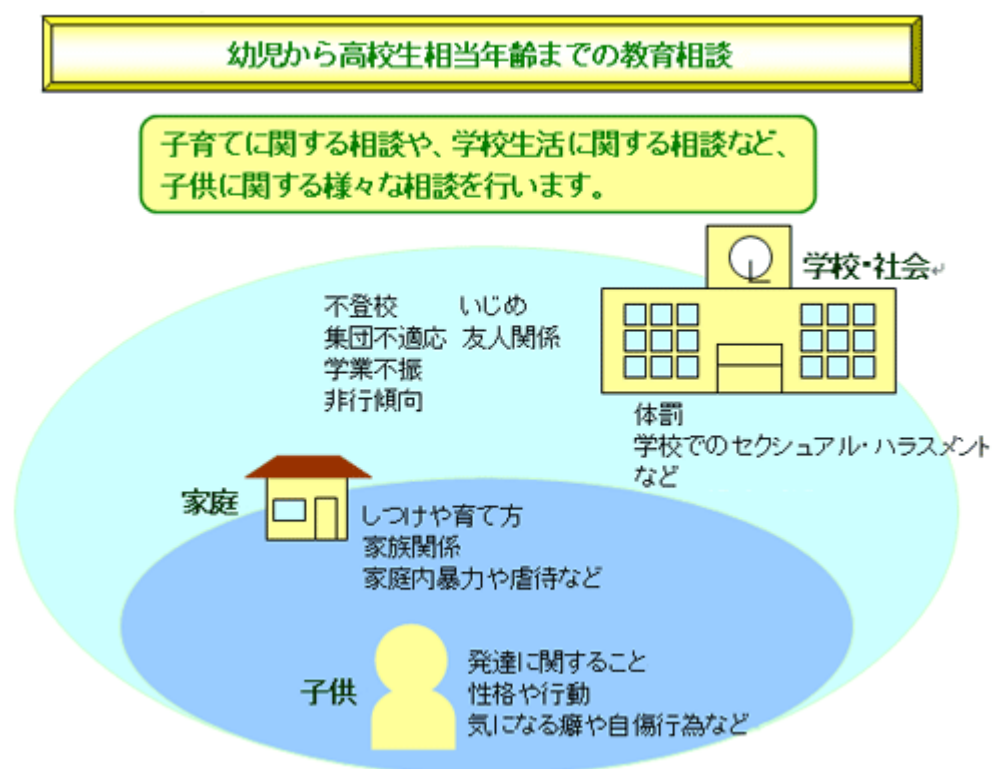 幼児から高校生相当年齢までの教育相談
子育てに関する相談や、学校生活に関する相談など、
子供に関する様々な相談を行います。
学校・社会↵
不登校 いじめ
集団不適応 友人関係
学業不振
非行傾向
体罰
学校でのセクシュアル・ハラスメント
など
家庭
しつけや育て方
家族関係
家庭内暴力や虐待など
子供
発達に関すること
性格や行動
気になる癖や自傷行為など